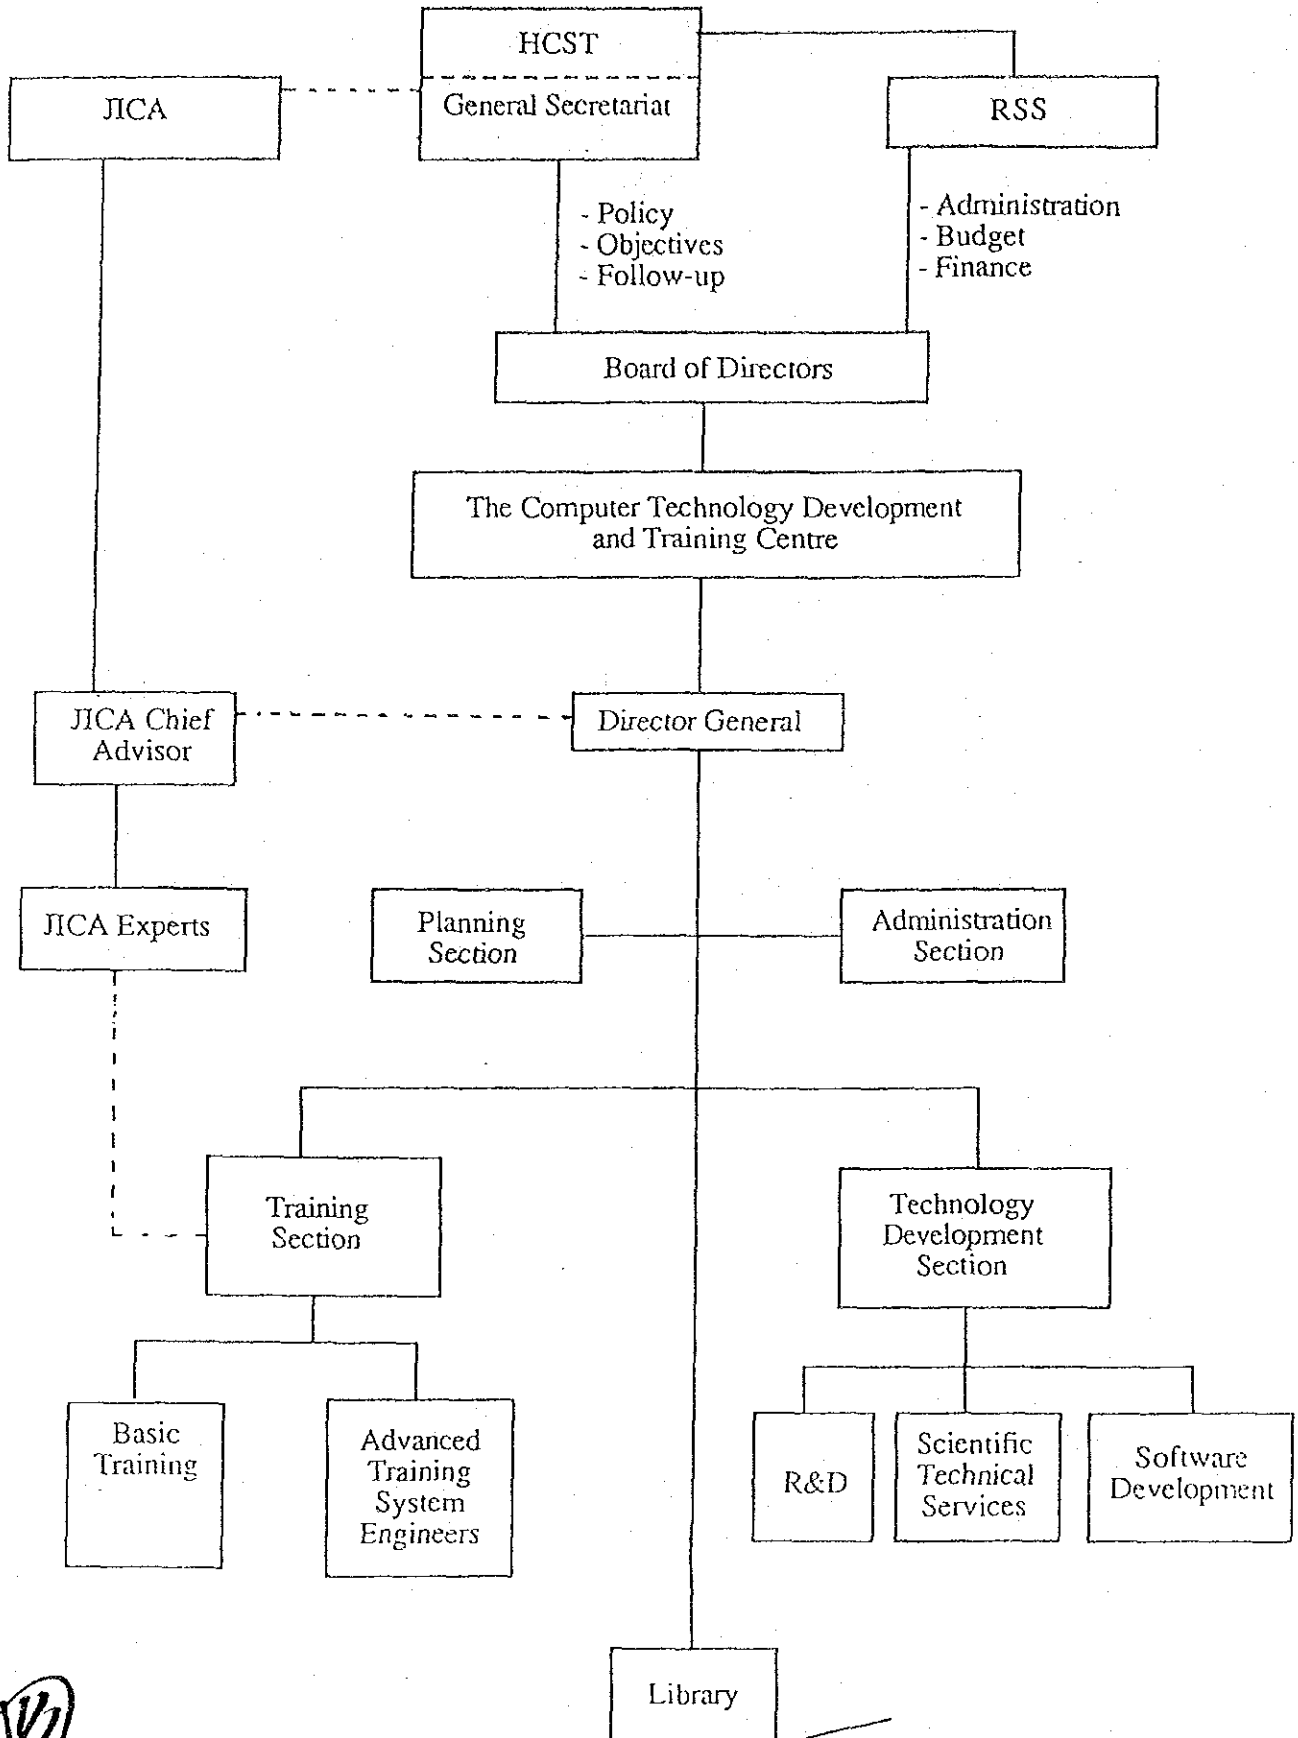 HCST
JICA
General Secretariat
RSS
- Policy
- Objectives
- Follow-up
- Administration
- Budget
- Finance
Board of Directors
The Computer Technology Development
and Training Centre
JICA Chief
Advisor
Director General
JICA Experts
Planning
Section
Administration
Section
Training
Section
Technology
Development
Section
Basic
Training
Advanced
Training
System
Engineers
R&D
Scientific
Technical
Services
Software
Development
Library